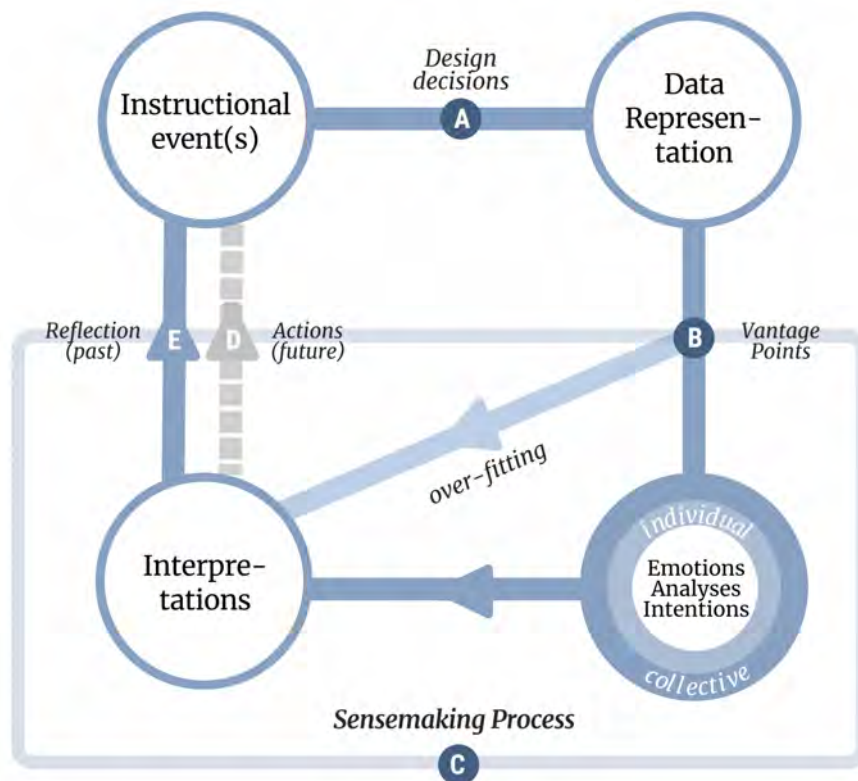 Design
decisions
Instructional
event(s)
A
Data
Represen-
tation
Reflection
(past)
E
D
Actions
(future)
B
Vantage
Points
over-fitting
Interpre-
tations
individual
Emotions
Analyses
Intentions
collective
Sensemaking Process
C